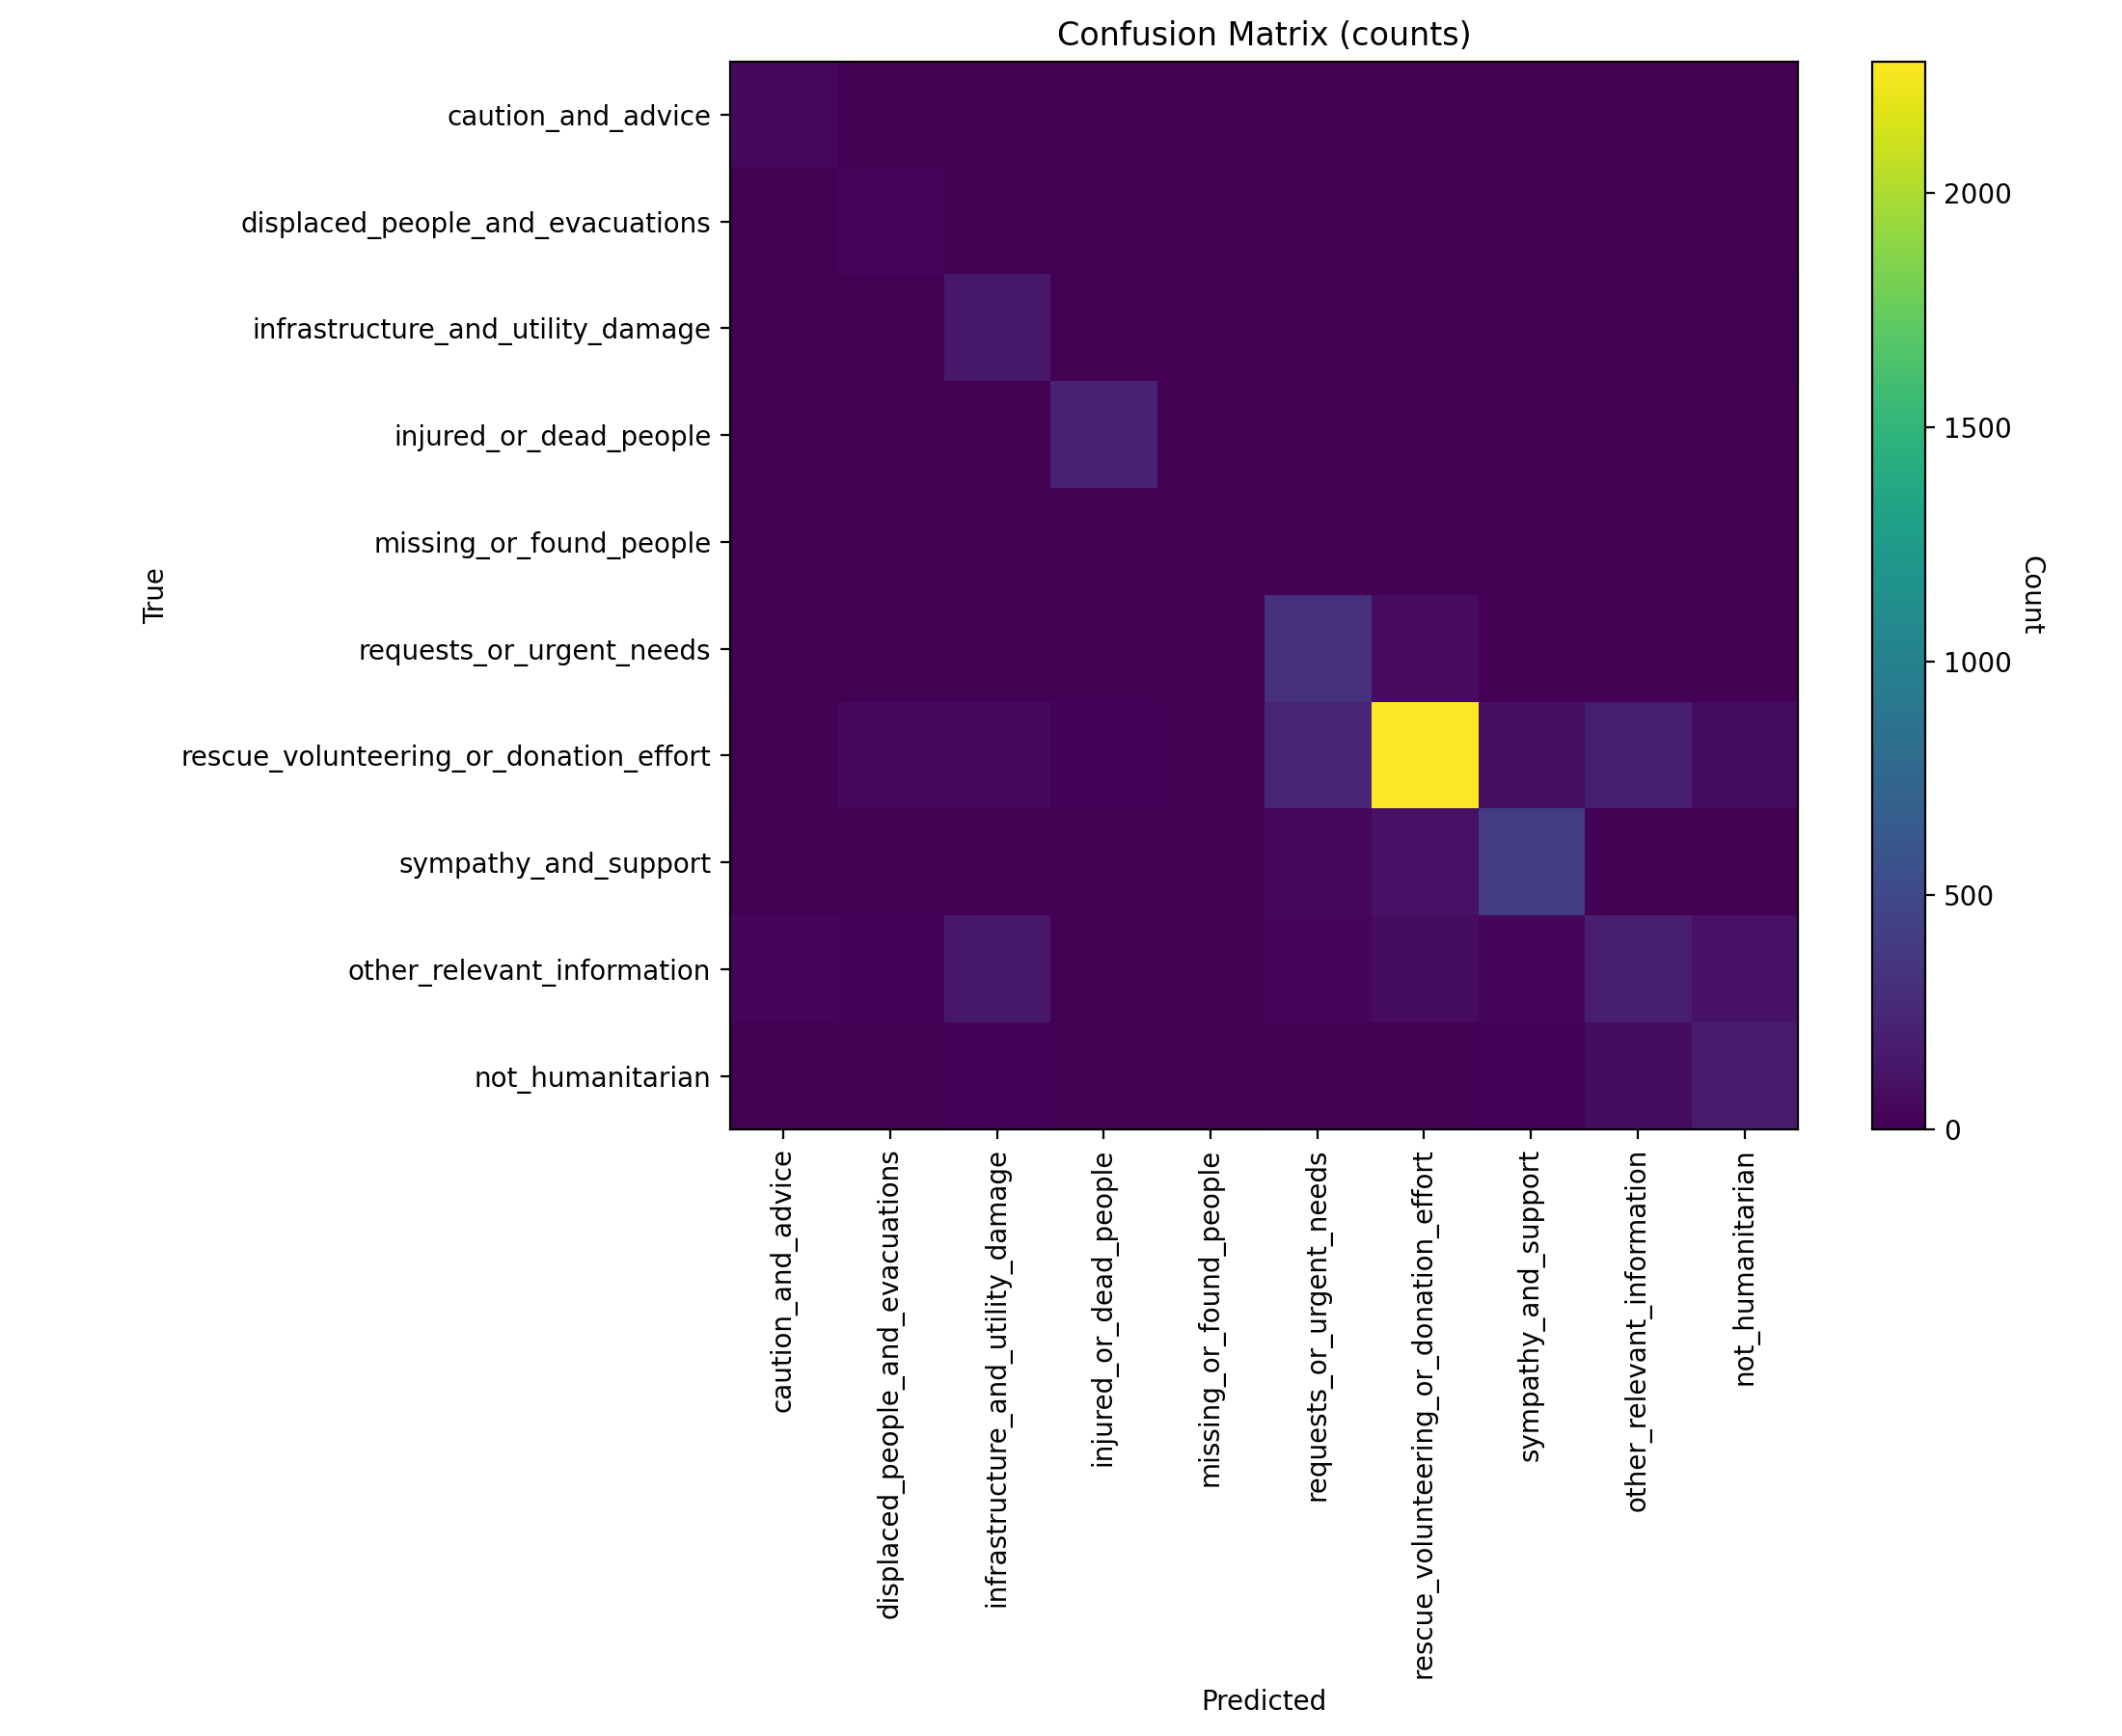 Confusion Matrix (counts)
True
caution_and_advice
displaced_people_and_evacuations
infrastructure_and_utility_damage
injured_or_dead_people
missing_or_found_people
requests_or_urgent_needs
rescue_volunteering_or_donation_effort
sympathy_and_support
other_relevant_information
not_humanitarian
caution_and_advice
displaced_people_and_evacuations
infrastructure_and_utility_damage
injured_or_dead_people
missing_or_found_people
requests_or_urgent_needs
rescue_volunteering_or_donation_effort
sympathy_and_support
other_relevant_information
not_humanitarian
Predicted
2000
1500
1000
500
0
Count